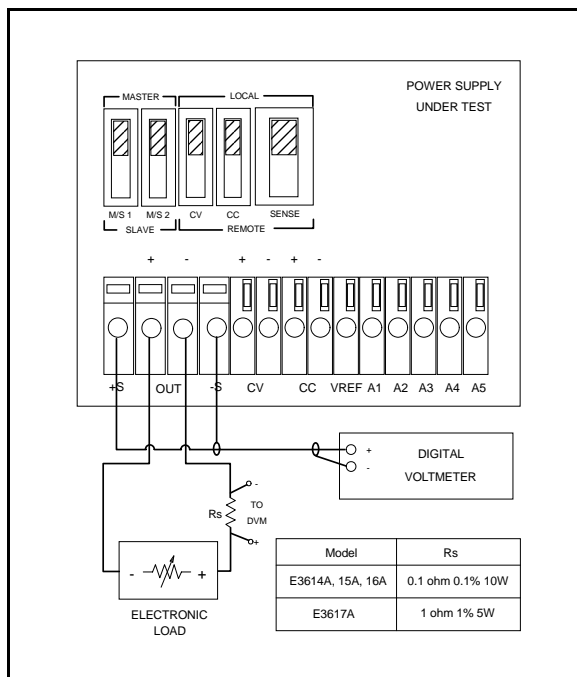 POWER SUPPLY
UNDER TEST
MASTER LOCAL
M/S 1 M/S 2 CV CC SENSE
SLAVE REMOTE
+ - + - + -
+S OUT -S CV CC VREF A1 A2 A3 A4 A5
+
-
DIGITAL
VOLTMETER
-
TO
DVM
+
Rs
- +
ELECTRONIC
LOAD
Model Rs
E3614A, 15A, 16A 0.1 ohm 0.1% 10W
E3617A 1 ohm 1% 5W